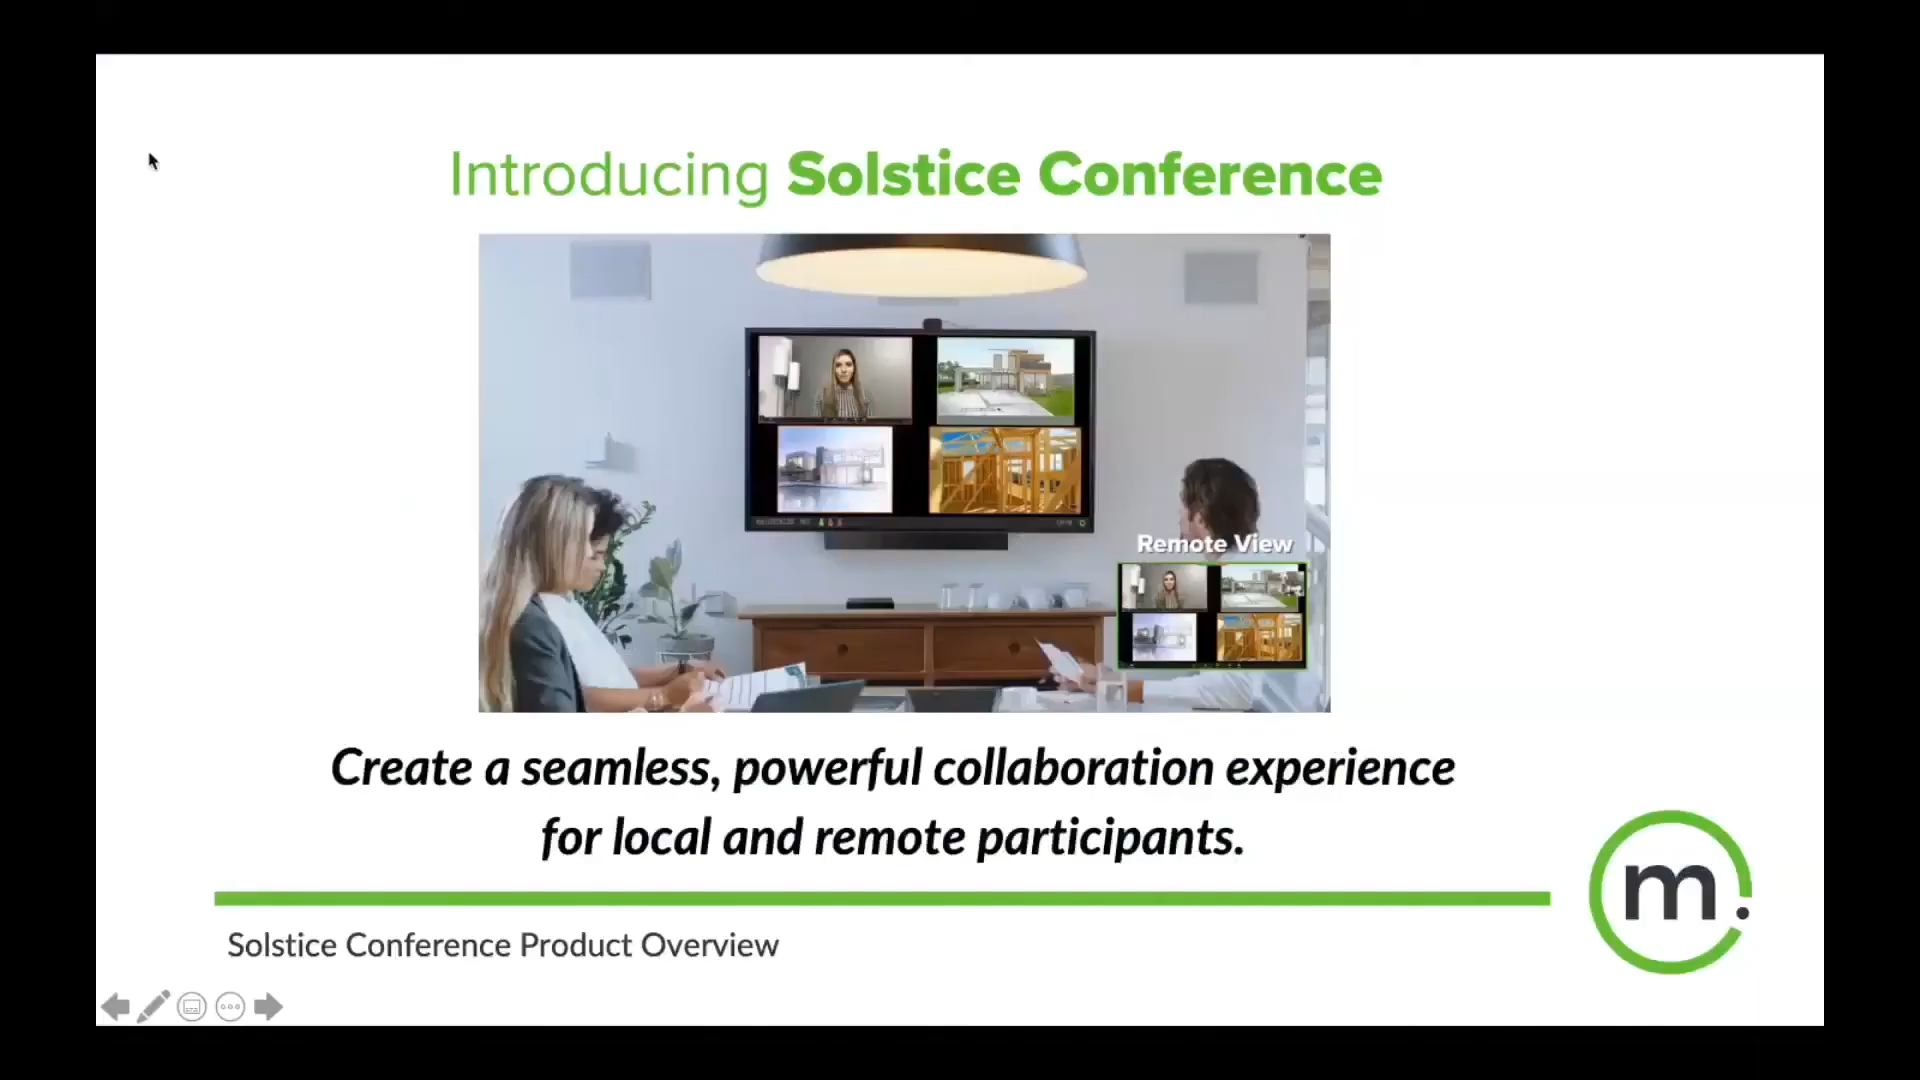 Introducing Solstice Conference
Remote View
Create a seamless, powerful collaboration experience
for local and remote participants.
m.
Solstice Conference Product Overview